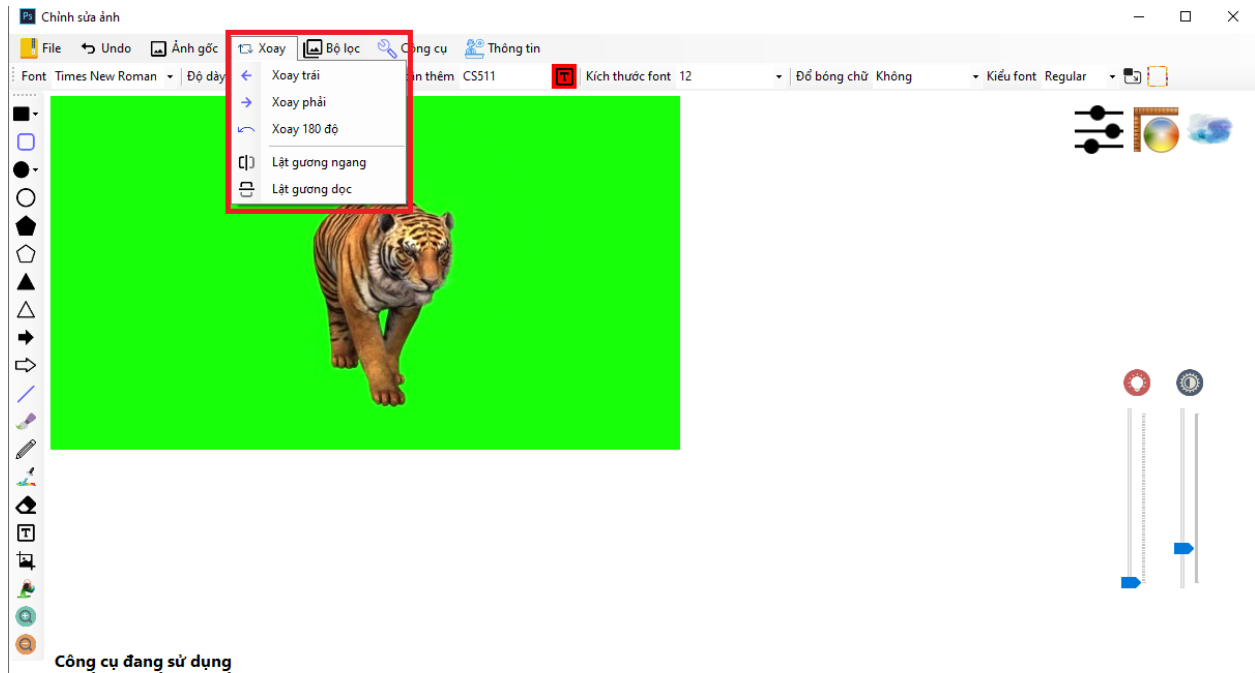 Ps Chỉnh sửa ảnh
File Undo Ảnh gốc Xoay Bộ lọc Công cụ Thông tin
Font Times New Roman Độ dày thêm CS511 T Kích thước font 12 Đổ bóng chữ Không Kiểu font Regular
Xoay trái
Xoay phải
Xoay 180 độ
Lật gương ngang
Lật gương dọc
T
Công cụ đang sử dụng